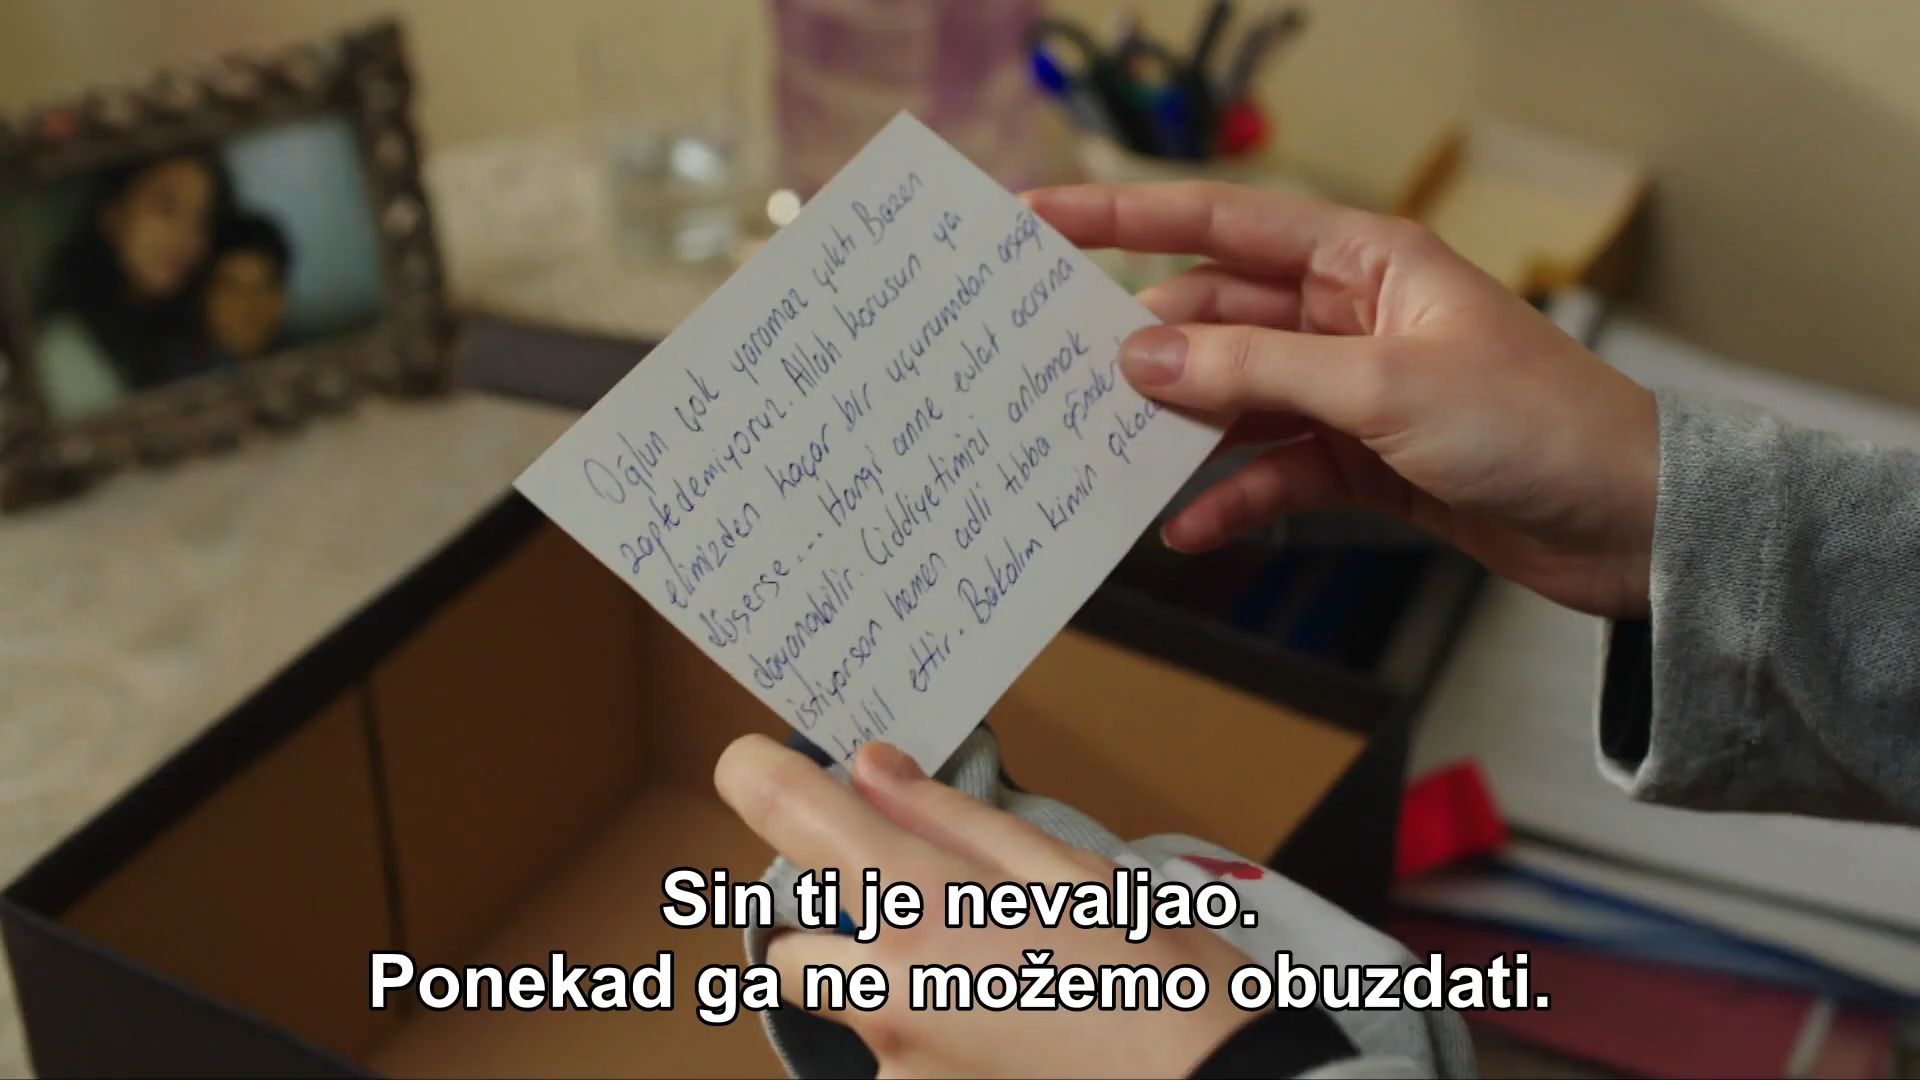 Oğlun çok yaramaz çıktı Bazen
zaptedemiyoruz. Allah korusun ya
elimizden kaçar bir uçurumdan aşağı
düşerse... Hangi anne evlat acısına
dayanabilir. Ciddiyetimizi anlamak
istiyorsan hemen adli tıbba
tahlil ettir. Bakalım kimin
Sin ti je nevaljao.
Ponekad ga ne možemo obuzdati.